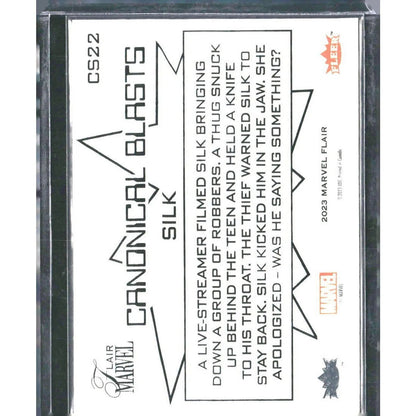 CS22
FLAIR
MARVEL
CANONICAL BLASTS
SILK
A LIVE-STREAMER FILMED SILK BRINGING
DOWN A GROUP OF ROBBERS. A THUG SNUCK
UP BEHIND THE TEEN AND HELD A KNIFE
TO HIS THROAT. THE THIEF WARNED SILK TO
STAY BACK. SILK KICKED HIM IN THE JAW. SHE
APOLOGIZED – WAS HE SAYING SOMETHING?
2023 MARVEL FLAIR
FLEER
MARVEL